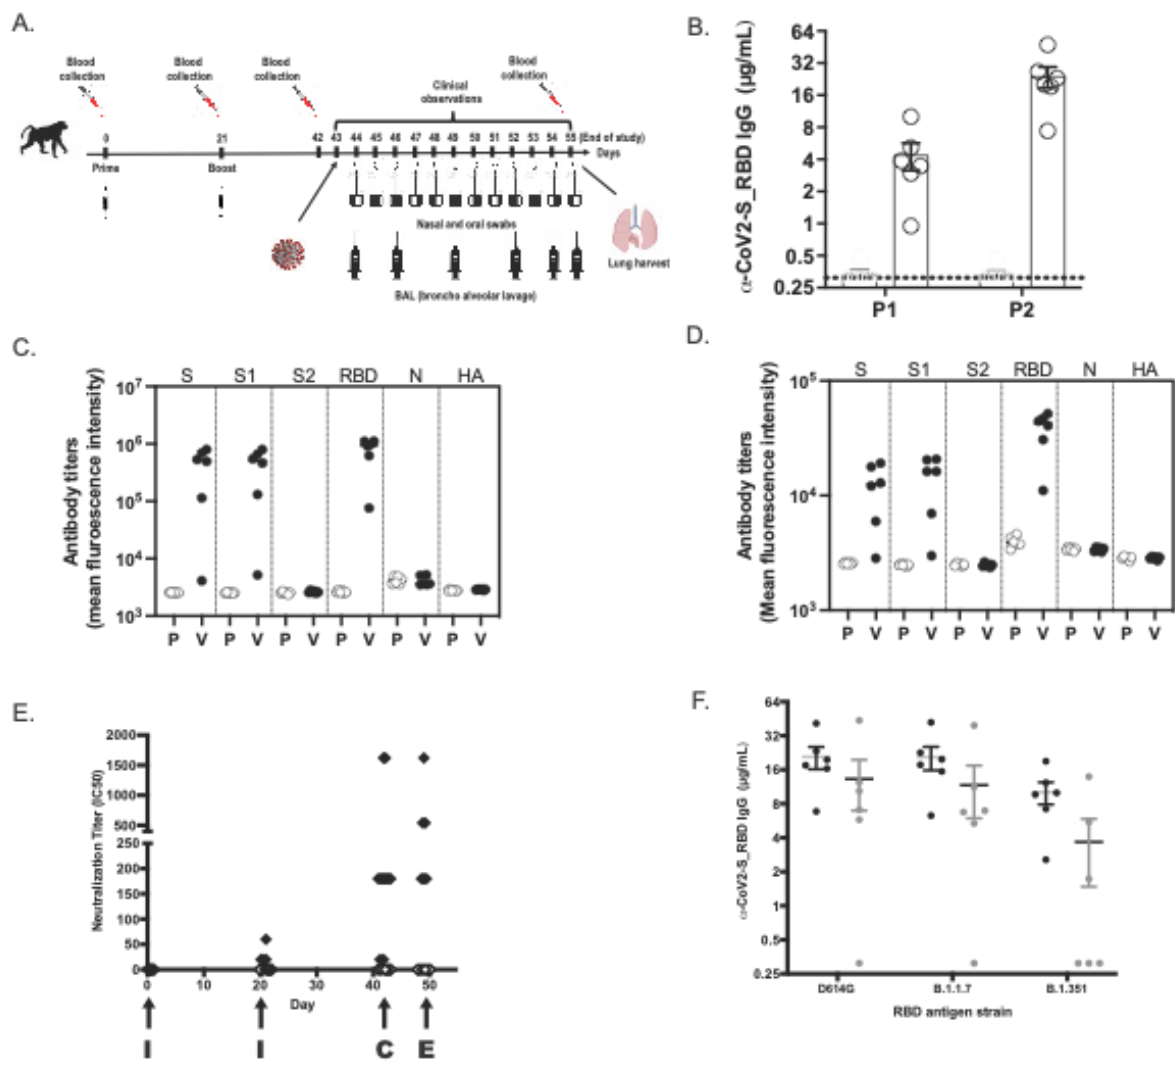 A.
Blood
collection
Blood
collection
Blood
collection
Clinical
observations
Blood
collection
0
21
42 43 44 45 46 47 48 49 50 51 52 53 54 55 (End of study)
Days
Prime
Boost
Nasal and oral swabs
Lung harvest
BAL (broncho alveolar lavage)
B.
α-CoV2-S_RBD IgG (μg/mL)
64
32
16
8
4
2
1
0.5
0.25
P1
P2
C.
S S1 S2 RBD N HA
Antibody titers
(mean fluroescence intensity)
10⁷
10⁶
10⁵
10⁴
10³
P V P V P V P V P V P V
D.
S S1 S2 RBD N HA
Antibody titers
(Mean fluorescence intensity)
10⁵
10⁴
10³
P V P V P V P V P V P V
E.
Neutralization Titer (IC50)
2000
1500
1000
500
250
200
150
100
50
0
0 10 20 30 40 50
Day
I I C E
F.
α-CoV2-S_RBD IgG (μg/mL)
64
32
16
8
4
2
1
0.5
0.25
D614G
B.1.1.7
B.1.351
RBD antigen strain